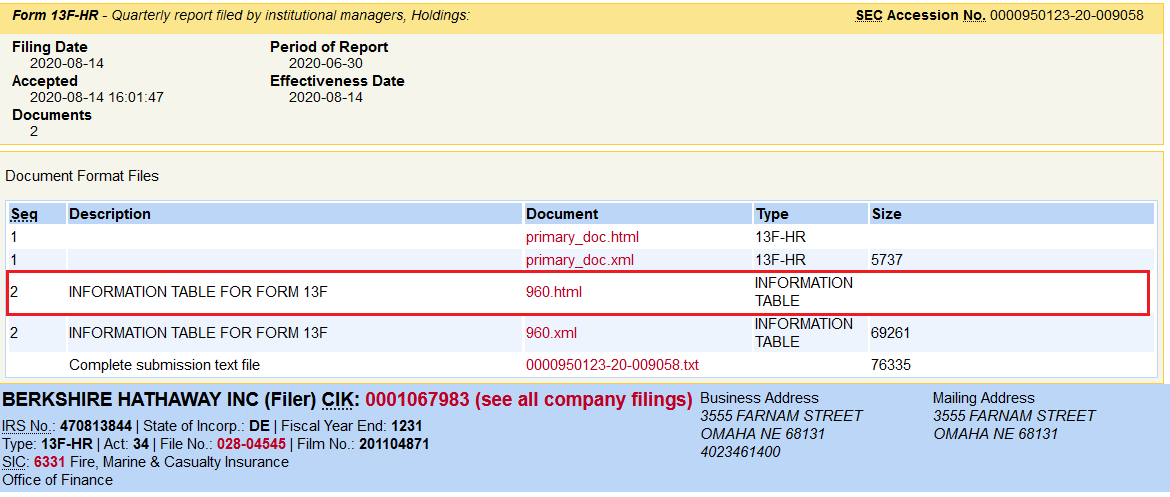 Form 13F-HR - Quarterly report filed by institutional managers, Holdings: SEC Accession No. 0000950123-20-009058
Filing Date Period of Report
2020-08-14 2020-06-30
Accepted Effectiveness Date
2020-08-14 16:01:47 2020-08-14
Documents
2
Document Format Files
Seq Description Document Type Size
1 primary_doc.html 13F-HR
1 primary_doc.xml 13F-HR 5737
2 INFORMATION TABLE FOR FORM 13F 960.html INFORMATION TABLE
2 INFORMATION TABLE FOR FORM 13F 960.xml INFORMATION TABLE 69261
Complete submission text file 0000950123-20-009058.txt 76335
BERKSHIRE HATHAWAY INC (Filer) CIK: 0001067983 (see all company filings)
IRS No.: 470813844 | State of Incorp.: DE | Fiscal Year End: 1231
Type: 13F-HR | Act: 34 | File No.: 028-04545 | Film No.: 201104871
SIC: 6331 Fire, Marine & Casualty Insurance
Office of Finance
Business Address
3555 FARNAM STREET
OMAHA NE 68131
4023461400
Mailing Address
3555 FARNAM STREET
OMAHA NE 68131